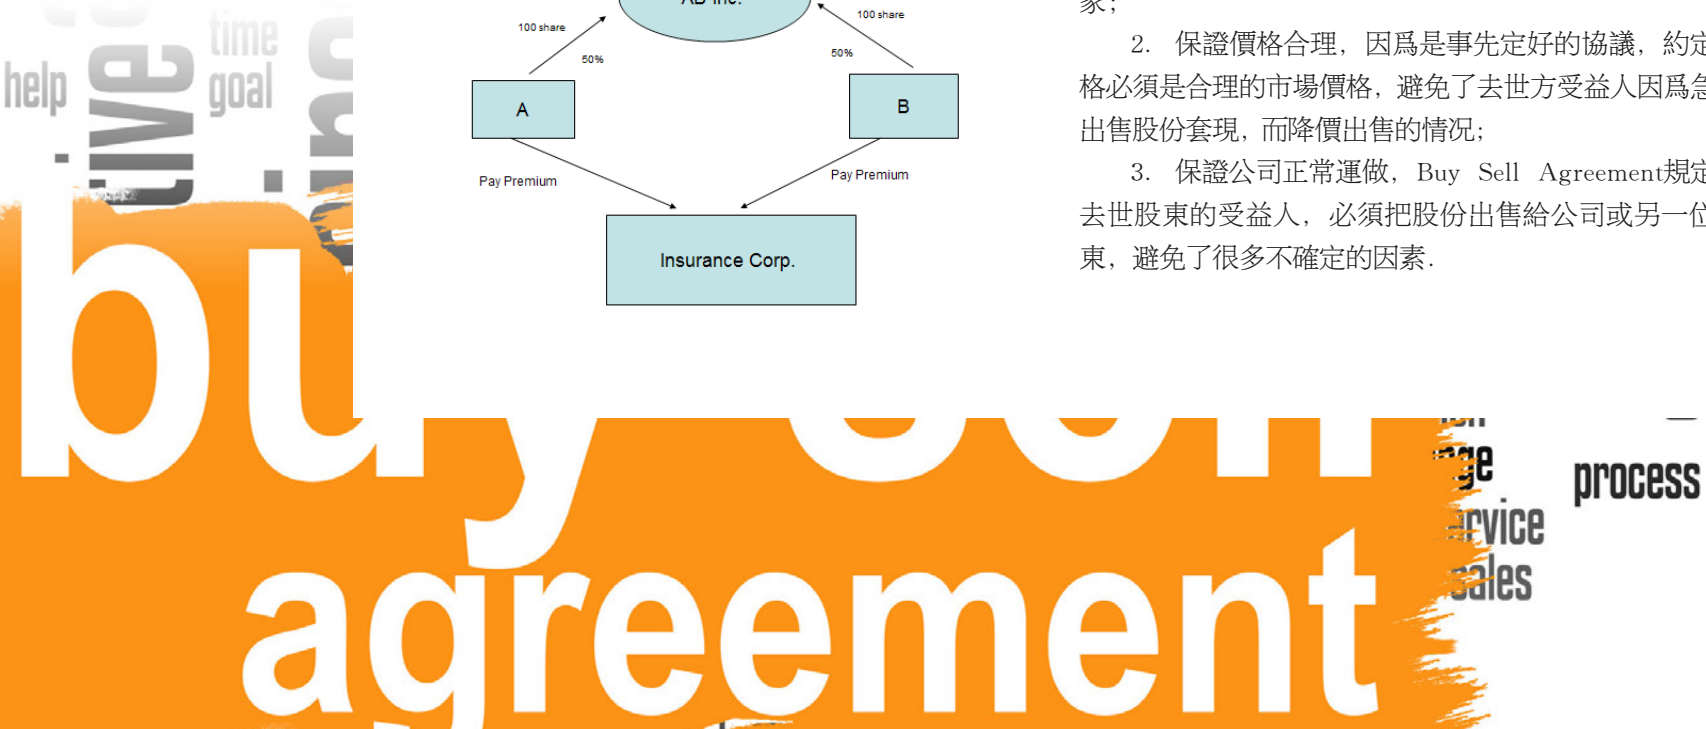 help
time
goal
100 share
50%
100 share
50%
A
B
Pay Premium
Pay Premium
Insurance Corp.
家；
2. 保證價格合理，因爲是事先定好的協議，約定
格必須是合理的市場價格，避免了去世方受益人因爲急
出售股份套現，而降價出售的情况；
3. 保證公司正常運做，Buy Sell Agreement規定
去世股東的受益人，必須把股份出售給公司或另一位
東，避免了很多不確定的因素．
buy sell
agreement
process